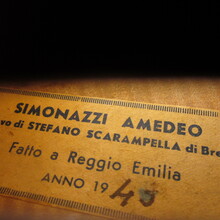 SIMONAZZI AMEDEO
vo di STEFANO SCARAMPELLA di Bre
Fatto a Reggio Emilia
ANNO 194